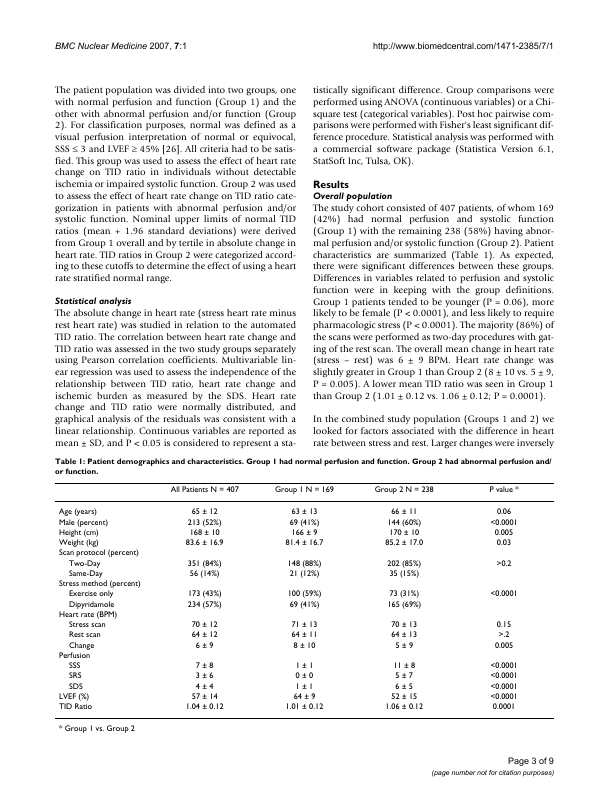 BMC Nuclear Medicine 2007, 7:1
http://www.biomedcentral.com/1471-2385/7/1
The patient population was divided into two groups, one
with normal perfusion and function (Group 1) and the
other with abnormal perfusion and/or function (Group
2). For classification purposes, normal was defined as a
visual perfusion interpretation of normal or equivocal,
SSS ≤ 3 and LVEF ≥ 45% [26]. All criteria had to be satis-
fied. This group was used to assess the effect of heart rate
change on TID ratio in individuals without detectable
ischemia or impaired systolic function. Group 2 was used
to assess the effect of heart rate change on TID ratio cate-
gorization in patients with abnormal perfusion and/or
systolic function. Nominal upper limits of normal TID
ratios (mean + 1.96 standard deviations) were derived
from Group 1 overall and by tertile in absolute change in
heart rate. TID ratios in Group 2 were categorized accord-
ing to these cutoffs to determine the effect of using a heart
rate stratified normal range.
Statistical analysis
The absolute change in heart rate (stress heart rate minus
rest heart rate) was studied in relation to the automated
TID ratio. The correlation between heart rate change and
TID ratio was assessed in the two study groups separately
using Pearson correlation coefficients. Multivariable lin-
ear regression was used to assess the independence of the
relationship between TID ratio, heart rate change and
ischemic burden as measured by the SDS. Heart rate
change and TID ratio were normally distributed, and
graphical analysis of the residuals was consistent with a
linear relationship. Continuous variables are reported as
mean ± SD, and P < 0.05 is considered to represent a sta-
tistically significant difference. Group comparisons were
performed using ANOVA (continuous variables) or a Chi-
square test (categorical variables). Post hoc pairwise com-
parisons were performed with Fisher's least significant dif-
ference procedure. Statistical analysis was performed with
a commercial software package (Statistica Version 6.1,
StatSoft Inc, Tulsa, OK).
Results
Overall population
The study cohort consisted of 407 patients, of whom 169
(42%) had normal perfusion and systolic function
(Group 1) with the remaining 238 (58%) having abnor-
mal perfusion and/or systolic function (Group 2). Patient
characteristics are summarized (Table 1). As expected,
there were significant differences between these groups.
Differences in variables related to perfusion and systolic
function were in keeping with the group definitions.
Group 1 patients tended to be younger (P = 0.06), more
likely to be female (P < 0.0001), and less likely to require
pharmacologic stress (P < 0.0001). The majority (86%) of
the scans were performed as two-day procedures with gat-
ing of the rest scan. The overall mean change in heart rate
(stress – rest) was 6 ± 9 BPM. Heart rate change was
slightly greater in Group 1 than Group 2 (8 ± 10 vs. 5 ± 9,
P = 0.005). A lower mean TID ratio was seen in Group 1
than Group 2 (1.01 ± 0.12 vs. 1.06 ± 0.12; P = 0.0001).
In the combined study population (Groups 1 and 2) we
looked for factors associated with the difference in heart
rate between stress and rest. Larger changes were inversely
Table 1: Patient demographics and characteristics. Group 1 had normal perfusion and function. Group 2 had abnormal perfusion and/
or function.
All Patients N = 407 Group 1 N = 169 Group 2 N = 238 P value *
Age (years) 65 ± 12 63 ± 13 66 ± 11 0.06
Male (percent) 213 (52%) 69 (41%) 144 (60%) <0.0001
Height (cm) 168 ± 10 166 ± 9 170 ± 10 0.005
Weight (kg) 83.6 ± 16.9 81.4 ± 16.7 85.2 ± 17.0 0.03
Scan protocol (percent)
Two-Day 351 (84%) 148 (88%) 202 (85%) >0.2
Same-Day 56 (14%) 21 (12%) 35 (15%)
Stress method (percent)
Exercise only 173 (43%) 100 (59%) 73 (31%) <0.0001
Dipyridamole 234 (57%) 69 (41%) 165 (69%)
Heart rate (BPM)
Stress scan 70 ± 12 71 ± 13 70 ± 13 0.15
Rest scan 64 ± 12 64 ± 11 64 ± 13 >.2
Change 6 ± 9 8 ± 10 5 ± 9 0.005
Perfusion
SSS 7 ± 8 1 ± 1 11 ± 8 <0.0001
SRS 3 ± 6 0 ± 0 5 ± 7 <0.0001
SDS 4 ± 4 1 ± 1 6 ± 5 <0.0001
LVEF (%) 57 ± 14 64 ± 9 52 ± 15 <0.0001
TID Ratio 1.04 ± 0.12 1.01 ± 0.12 1.06 ± 0.12 0.0001
* Group 1 vs. Group 2
Page 3 of 9
(page number not for citation purposes)